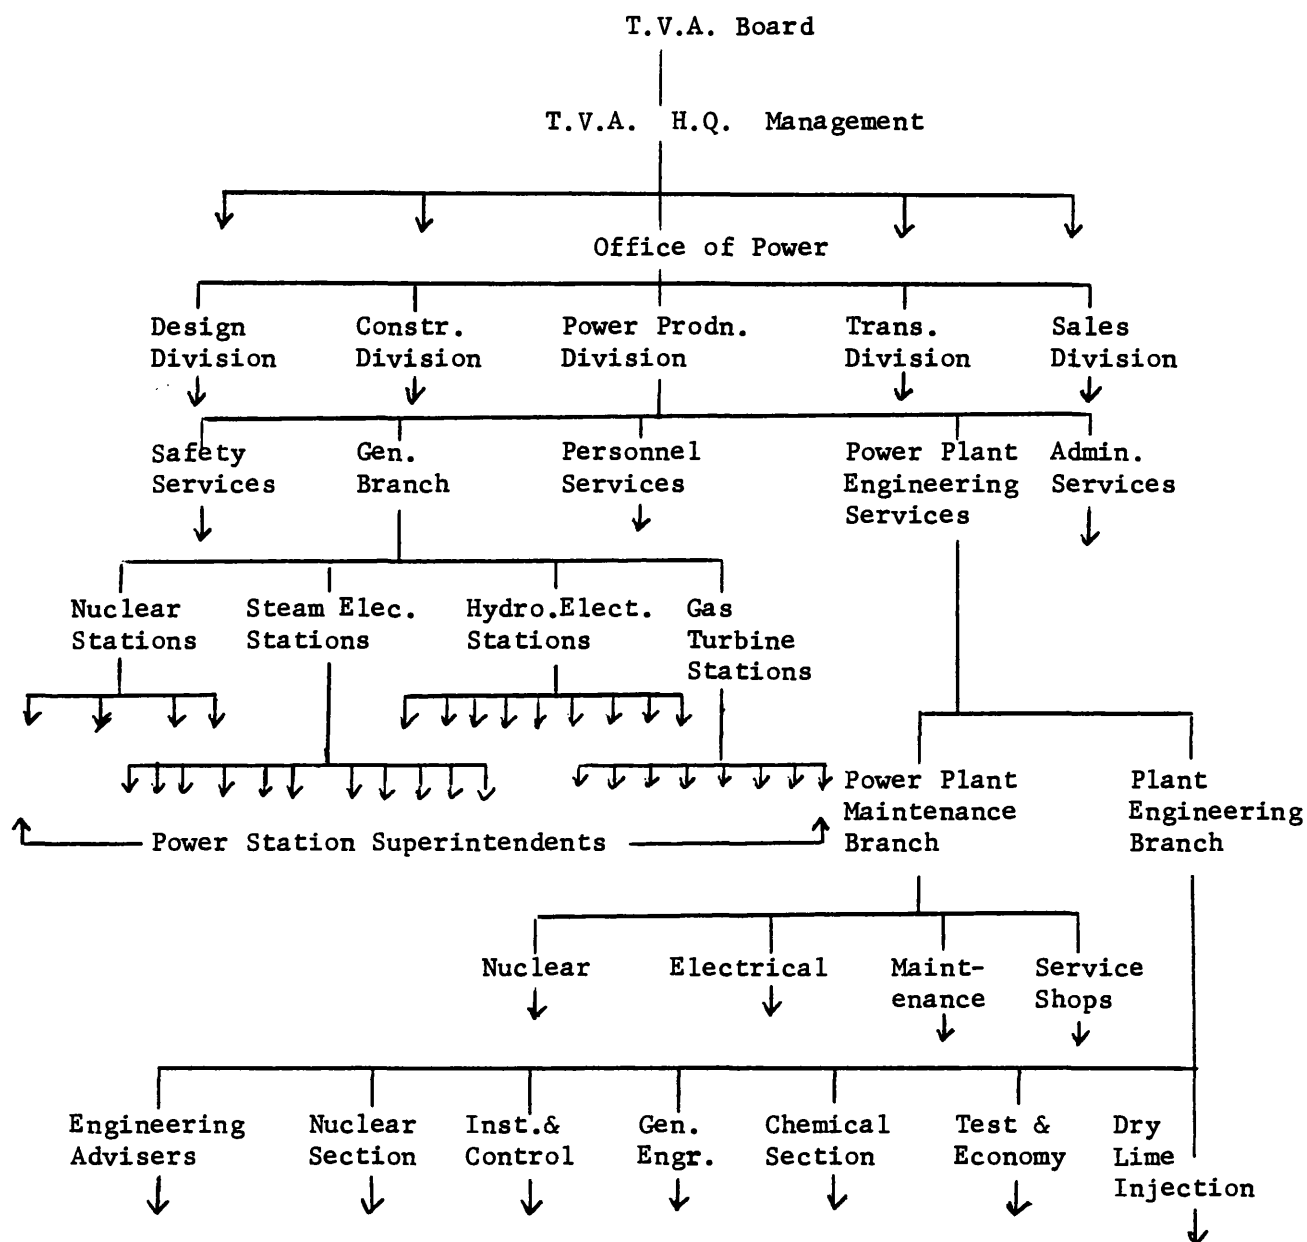 T.V.A. Board
T.V.A. H.Q. Management
Office of Power
Design
Division
Constr.
Division
Power Prodn.
Division
Trans.
Division
Sales
Division
Safety
Services
Gen.
Branch
Personnel
Services
Power Plant
Engineering
Services
Admin.
Services
Nuclear
Stations
Steam Elec.
Stations
Hydro.Elect.
Stations
Gas
Turbine
Stations
Power Station Superintendents
Power Plant
Maintenance
Branch
Plant
Engineering
Branch
Nuclear
Electrical
Maint-
enance
Service
Shops
Engineering
Advisers
Nuclear
Section
Inst.&
Control
Gen.
Engr.
Chemical
Section
Test &
Economy
Dry
Lime
Injection